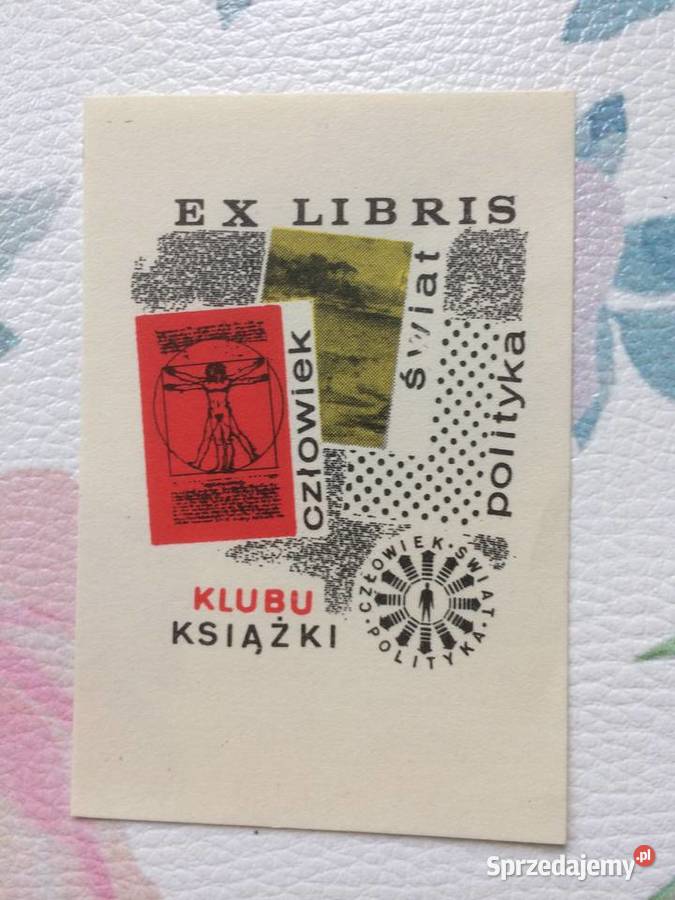 EX LIBRIS
człowiek
świat
polityka
KLUBU
KSIĄŻKI
CZŁOWIEK · ŚWIAT · POLITYKA ·
Sprzedajemy.pl